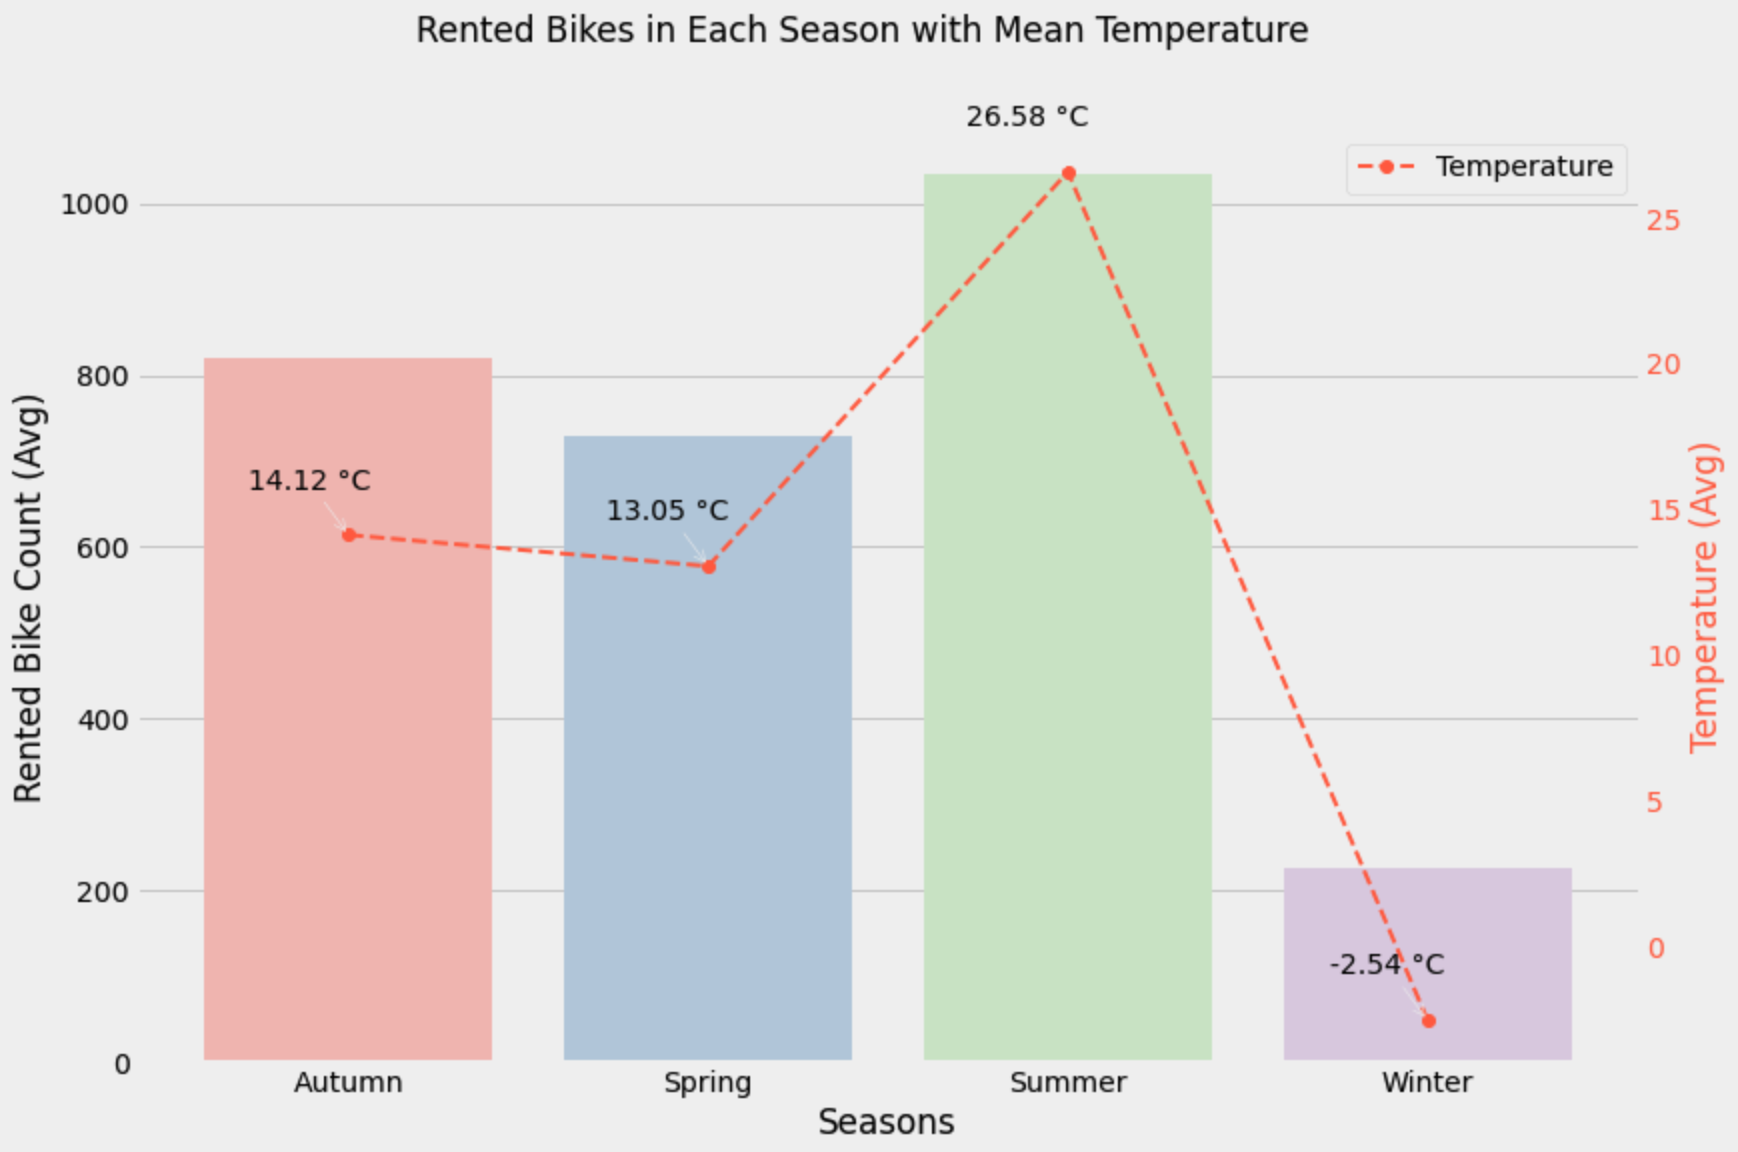 Rented Bikes in Each Season with Mean Temperature
26.58 °C
Temperature
14.12 °C
13.05 °C
-2.54 °C
Rented Bike Count (Avg)
1000
800
600
400
200
0
Temperature (Avg)
25
20
15
10
5
0
Autumn
Spring
Summer
Winter
Seasons